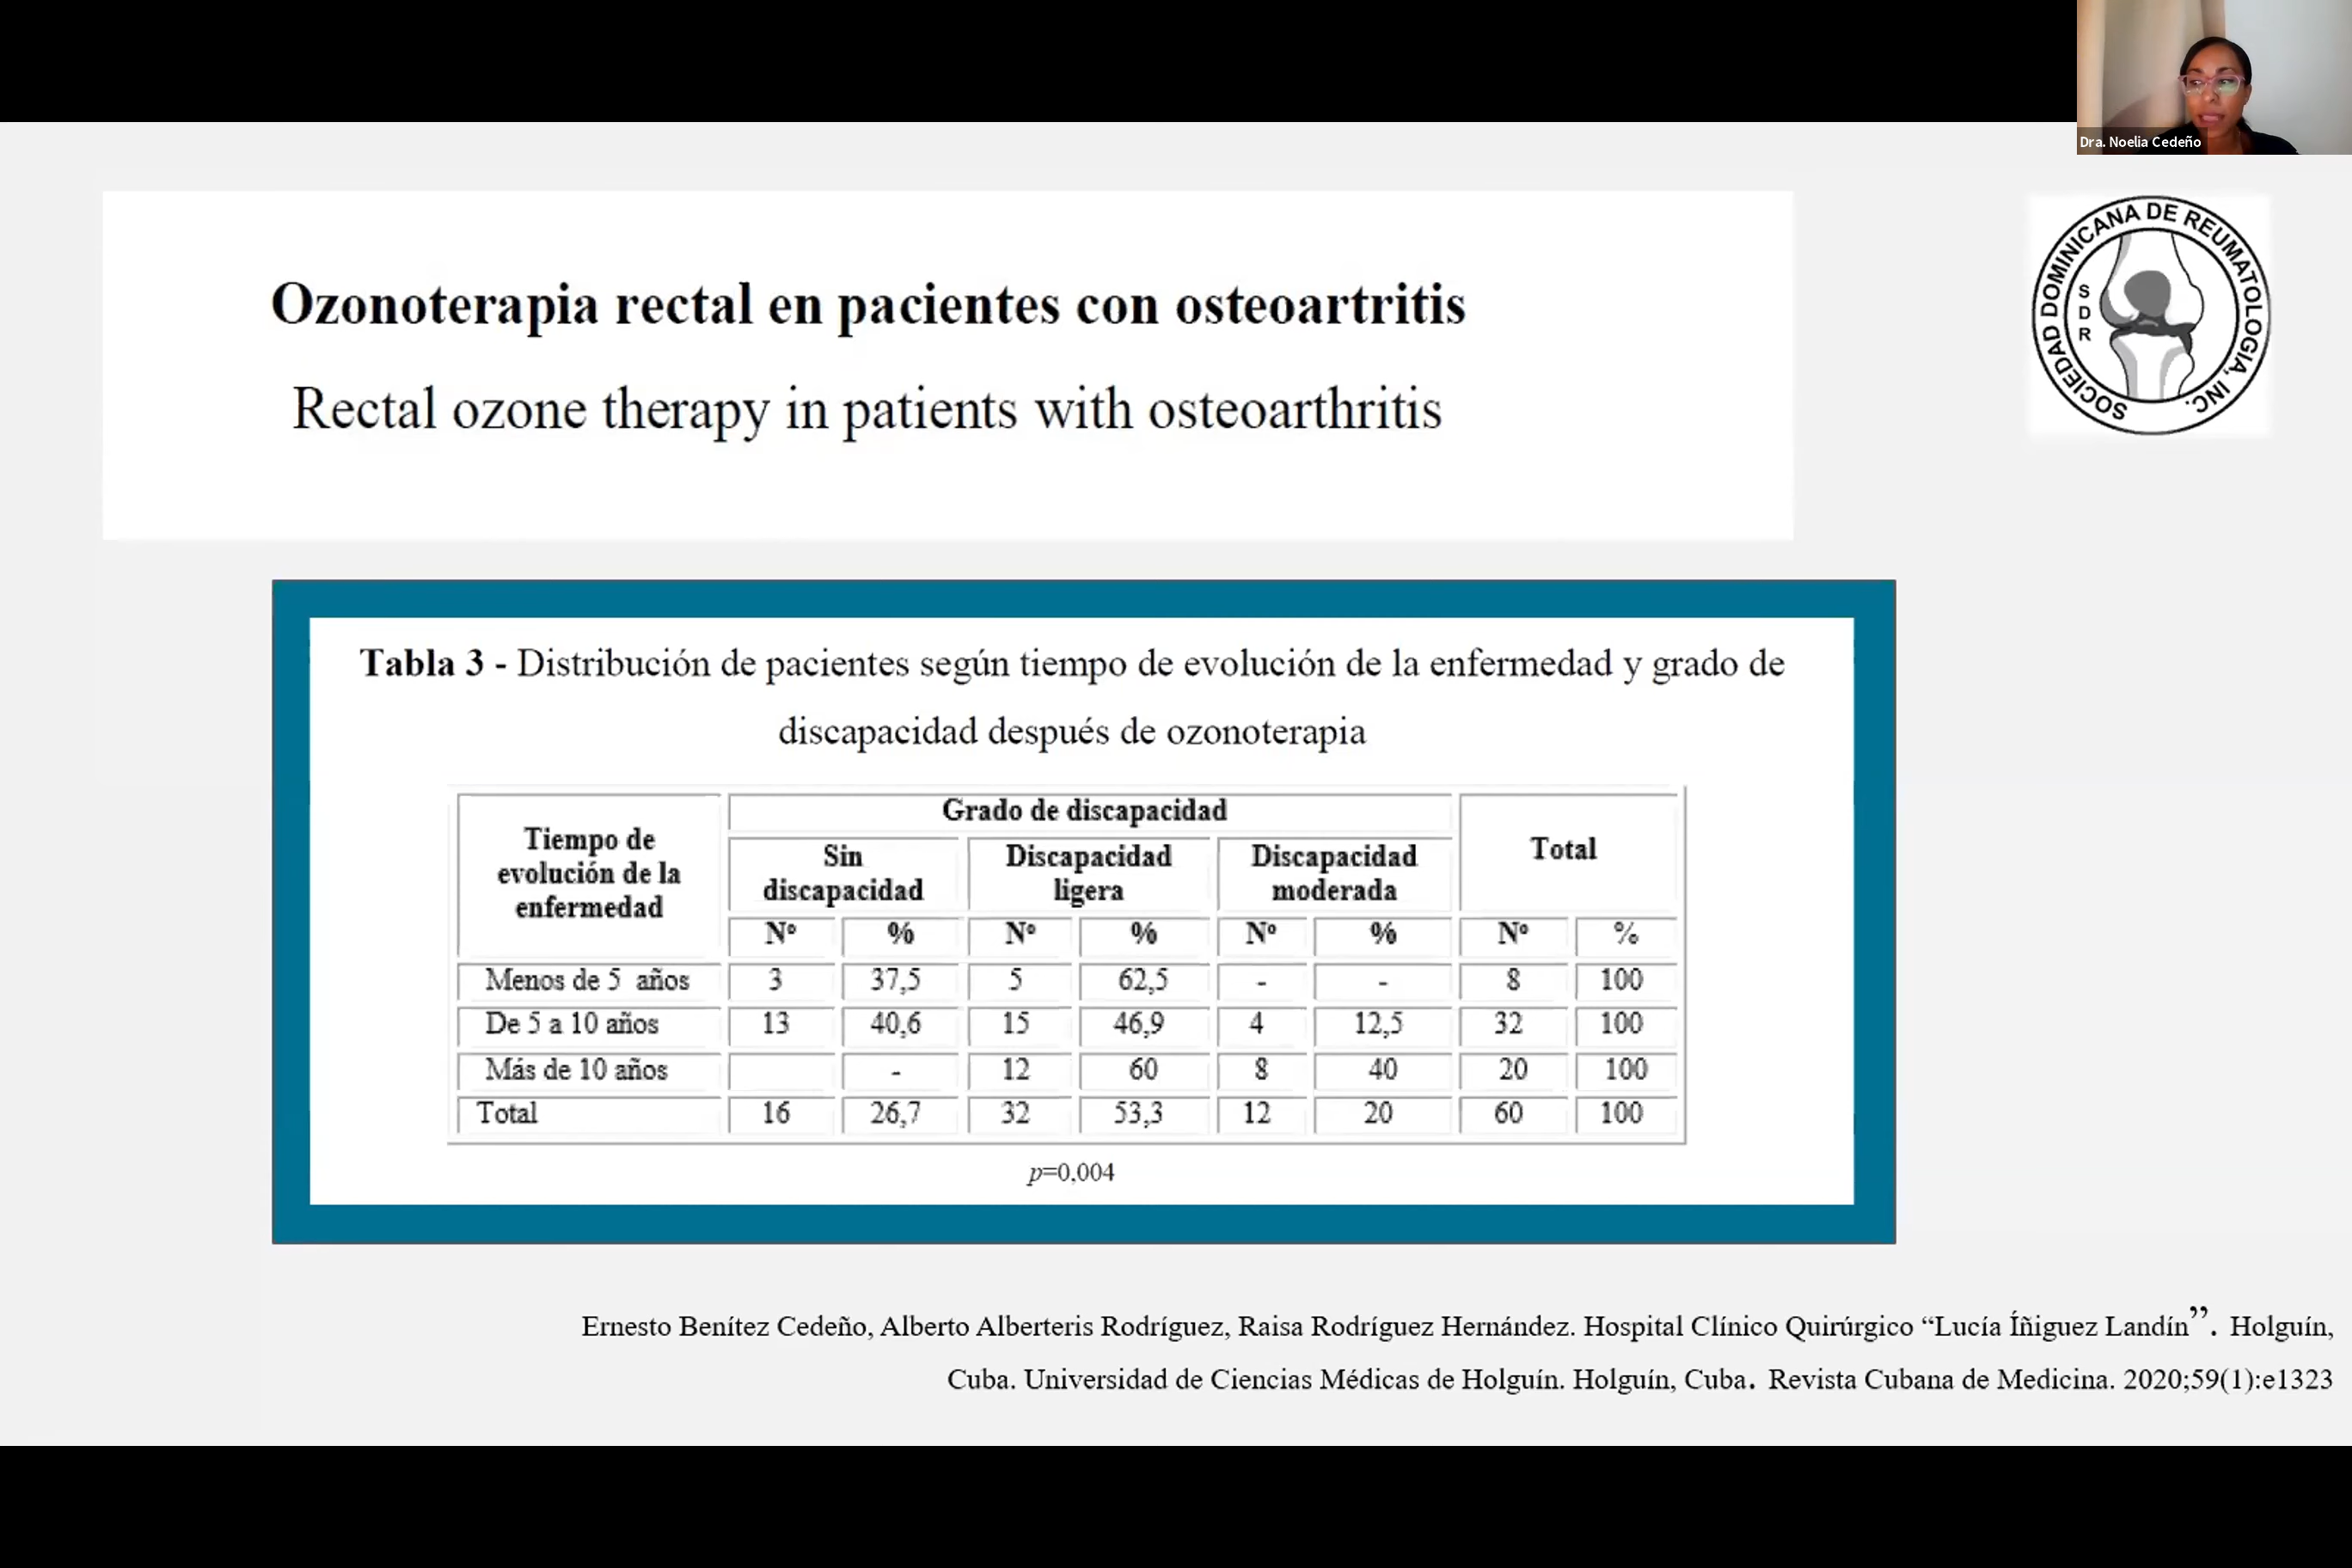 Dra. Noelia Cedeño
SOCIEDAD DOMINICANA DE REUMATOLOGIA, INC.
S
D
R
Ozonoterapia rectal en pacientes con osteoartritis
Rectal ozone therapy in patients with osteoarthritis
Tabla 3 - Distribución de pacientes según tiempo de evolución de la enfermedad y grado de
discapacidad después de ozonoterapia
Tiempo de evolución de la enfermedad Grado de discapacidad Total
Sin discapacidad Discapacidad ligera Discapacidad moderada
Nº % Nº % Nº % Nº %
Menos de 5 años 3 37,5 5 62,5 - - 8 100
De 5 a 10 años 13 40,6 15 46,9 4 12,5 32 100
Más de 10 años - 12 60 8 40 20 100
Total 16 26,7 32 53,3 12 20 60 100
p=0,004
Ernesto Benítez Cedeño, Alberto Alberteris Rodríguez, Raisa Rodríguez Hernández. Hospital Clínico Quirúrgico “Lucía Íñiguez Landín”. Holguín,
Cuba. Universidad de Ciencias Médicas de Holguín. Holguín, Cuba. Revista Cubana de Medicina. 2020;59(1):e1323